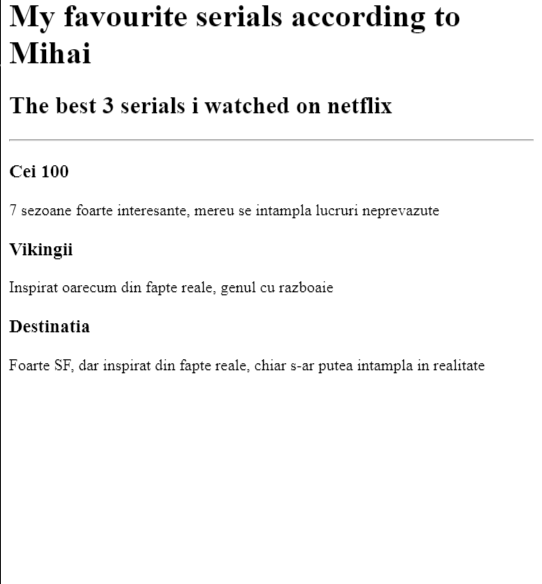 My favourite serials according to
Mihai
The best 3 serials i watched on netflix
Cei 100
7 sezoane foarte interesante, mereu se intampla lucruri neprevazute
Vikingii
Inspirat oarecum din fapte reale, genul cu razboaie
Destinatia
Foarte SF, dar inspirat din fapte reale, chiar s-ar putea intampla in realitate